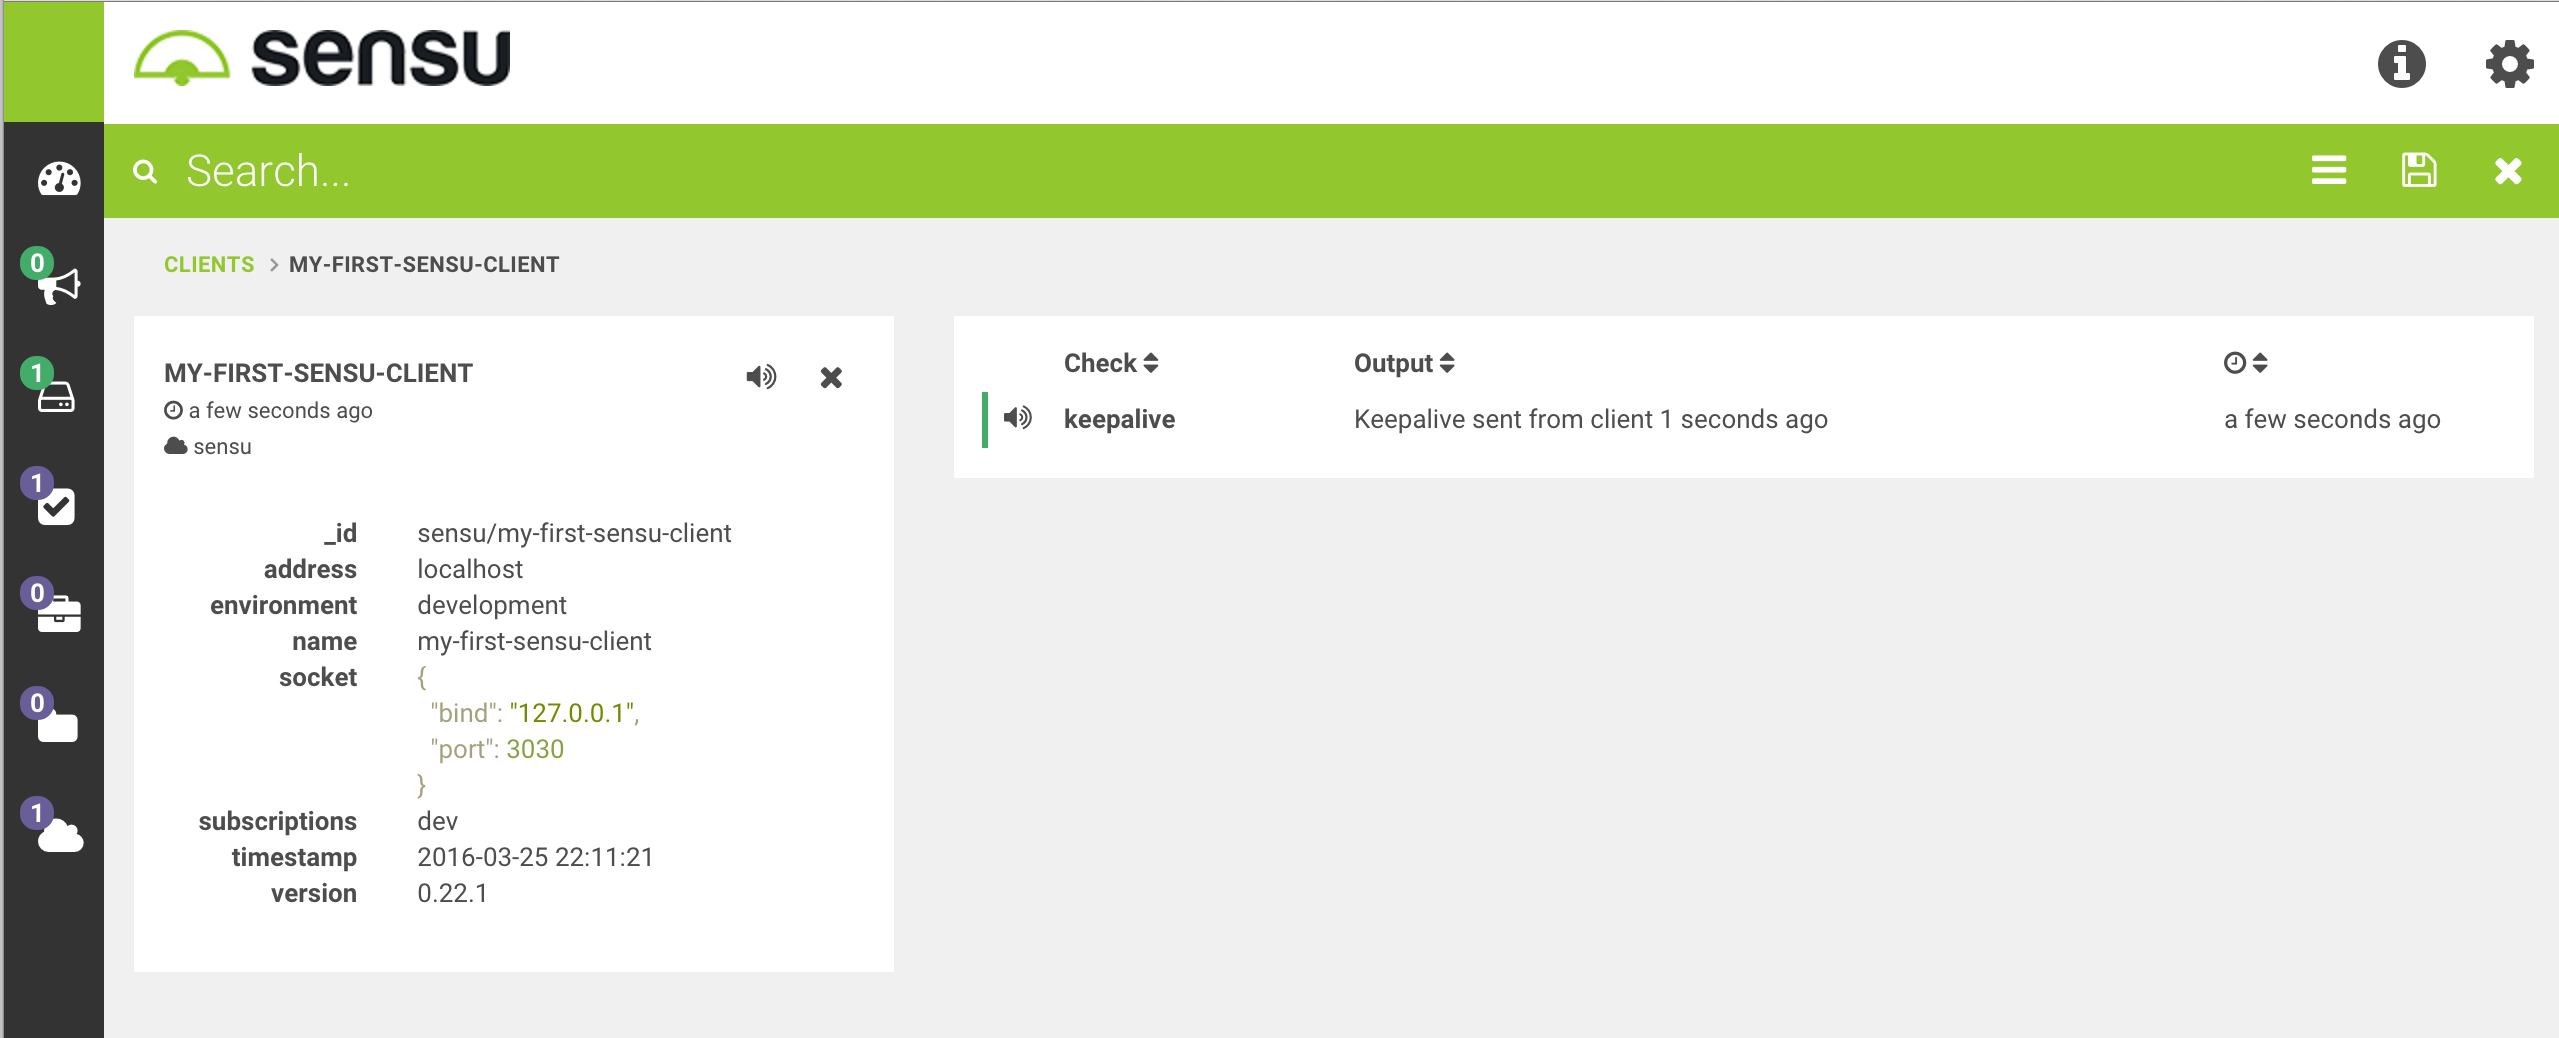 sensu
Search...
0
1
1
0
0
1
CLIENTS > MY-FIRST-SENSU-CLIENT
MY-FIRST-SENSU-CLIENT
a few seconds ago
sensu
_id sensu/my-first-sensu-client
address localhost
environment development
name my-first-sensu-client
socket {
"bind": "127.0.0.1",
"port": 3030
}
subscriptions dev
timestamp 2016-03-25 22:11:21
version 0.22.1
Check Output
keepalive Keepalive sent from client 1 seconds ago a few seconds ago